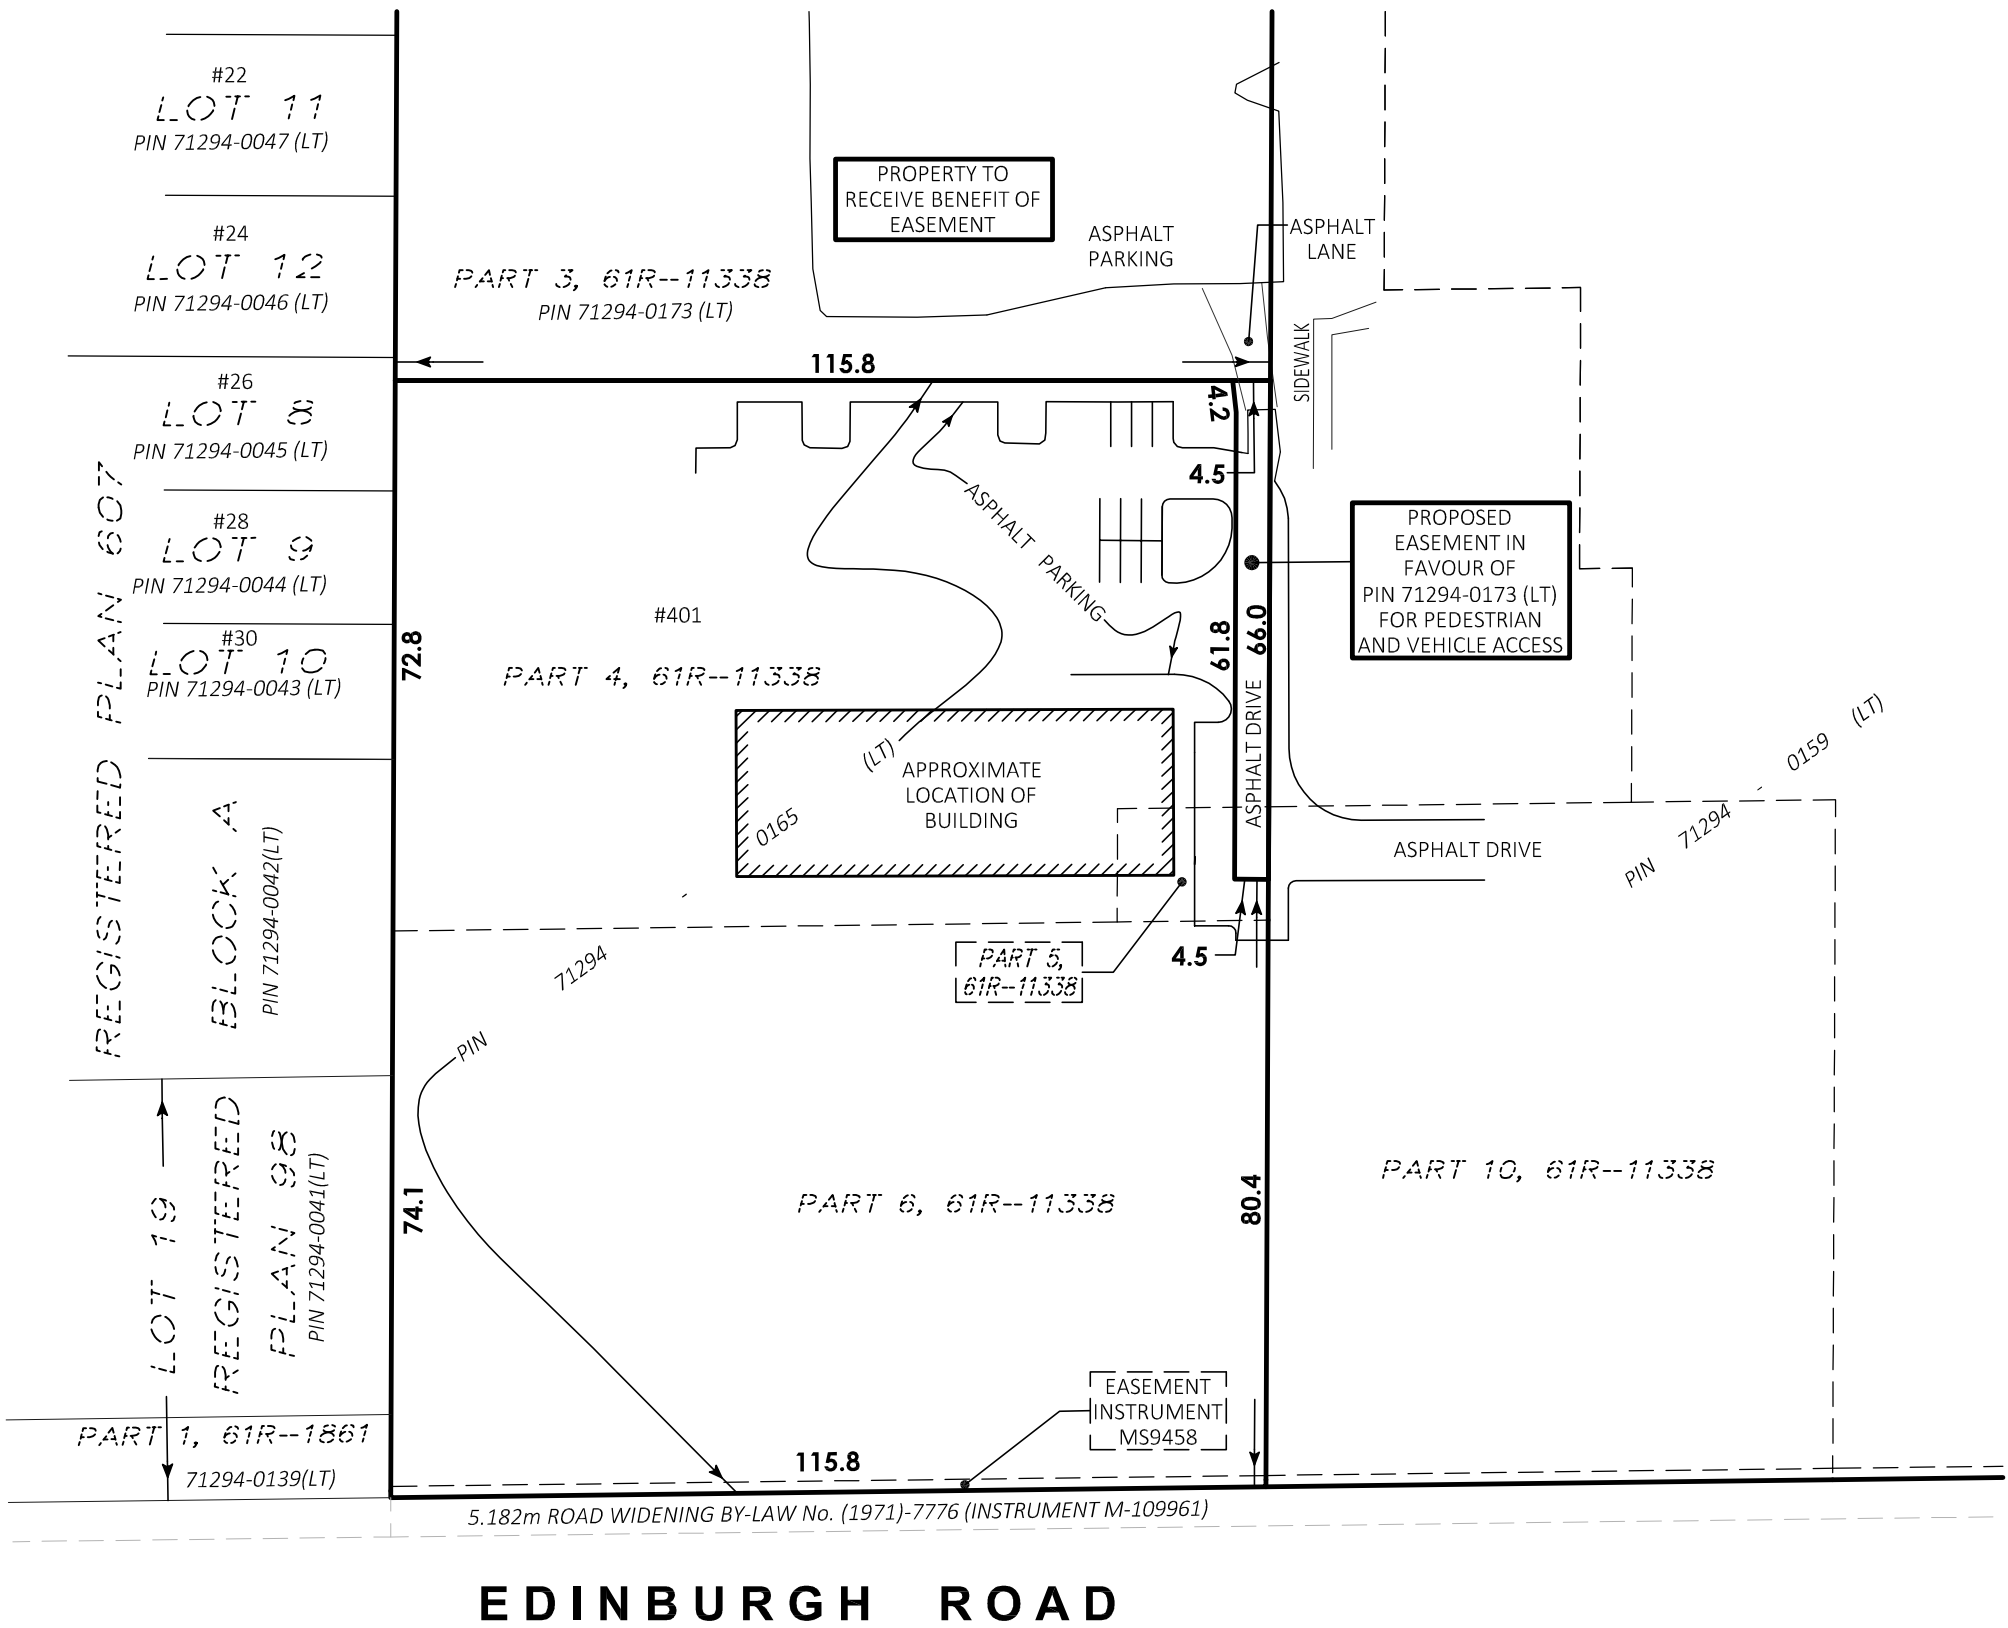 #22
LOT 11
PIN 71294-0047 (LT)
#24
LOT 12
PIN 71294-0046 (LT)
#26
LOT 8
PIN 71294-0045 (LT)
#28
LOT 9
PIN 71294-0044 (LT)
#30
LOT 10
PIN 71294-0043 (LT)
REGISTERED PLAN 607
BLOCK A
PIN 71294-0042(LT)
LOT 19
REGISTERED
PLAN 98
PIN 71294-0041(LT)
PART 1, 61R--1861
71294-0139(LT)
PROPERTY TO
RECEIVE BENEFIT OF
EASEMENT
ASPHALT
PARKING
ASPHALT
LANE
PART 3, 61R--11338
PIN 71294-0173 (LT)
SIDEWALK
115.8
4.2
4.5
ASPHALT PARKING
PROPOSED
EASEMENT IN
FAVOUR OF
PIN 71294-0173 (LT)
FOR PEDESTRIAN
AND VEHICLE ACCESS
#401
72.8
61.8
66.0
PART 4, 61R--11338
ASPHALT DRIVE
APPROXIMATE
LOCATION OF
BUILDING
PIN 71294 - 0165 (LT)
ASPHALT DRIVE
PIN 71294 - 0159 (LT)
PART 5,
61R--11338
4.5
74.1
80.4
PART 6, 61R--11338
PART 10, 61R--11338
EASEMENT
INSTRUMENT
MS9458
115.8
5.182m ROAD WIDENING BY-LAW No. (1971)-7776 (INSTRUMENT M-109961)
EDINBURGH ROAD